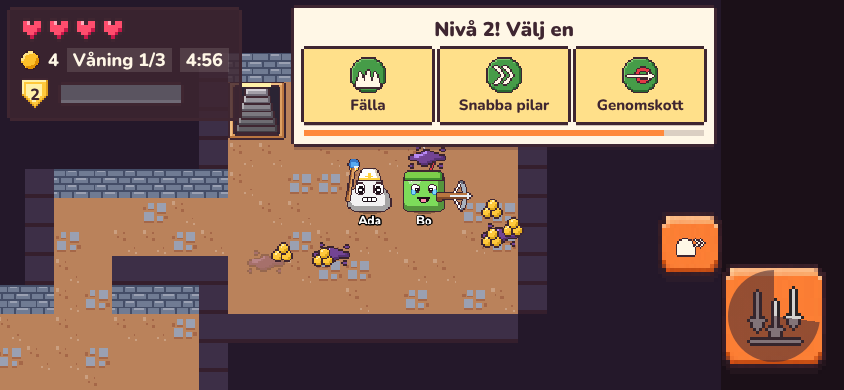 4 Våning 1/3 4:56
2
Nivå 2! Välj en
Fälla Snabba pilar Genomskott
Ada Bo